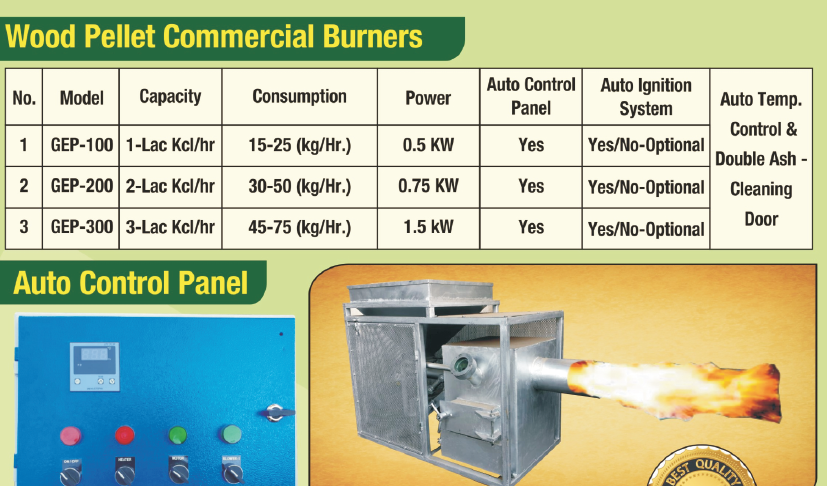 Wood Pellet Commercial Burners
No. Model Capacity Consumption Power Auto Control Panel Auto Ignition System Auto Temp. Control & Double Ash - Cleaning Door
1 GEP-100 1-Lac Kcl/hr 15-25 (kg/Hr.) 0.5 KW Yes Yes/No-Optional
2 GEP-200 2-Lac Kcl/hr 30-50 (kg/Hr.) 0.75 KW Yes Yes/No-Optional
3 GEP-300 3-Lac Kcl/hr 45-75 (kg/Hr.) 1.5 kW Yes Yes/No-Optional
Auto Control Panel
HEATER
BEST QUALITY